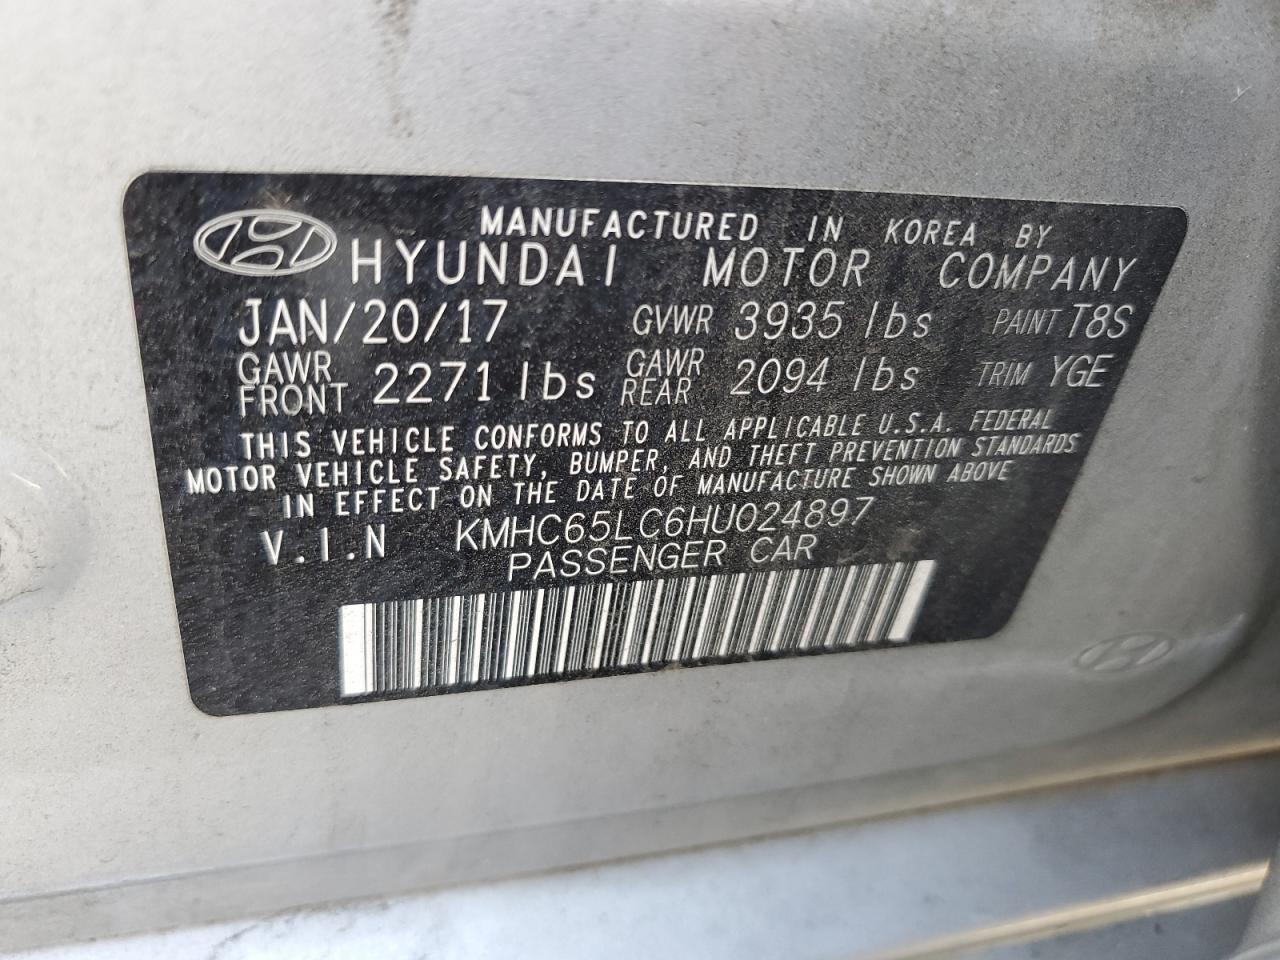 MANUFACTURED IN KOREA BY
HYUNDAI MOTOR COMPANY
JAN/20/17 GVWR 3935 lbs PAINT T8S
GAWR FRONT 2271 lbs GAWR REAR 2094 lbs TRIM YGE
THIS VEHICLE CONFORMS TO ALL APPLICABLE U.S.A. FEDERAL
MOTOR VEHICLE SAFETY, BUMPER, AND THEFT PREVENTION STANDARDS
IN EFFECT ON THE DATE OF MANUFACTURE SHOWN ABOVE
V.I.N KMHC65LC6HU024897
PASSENGER CAR